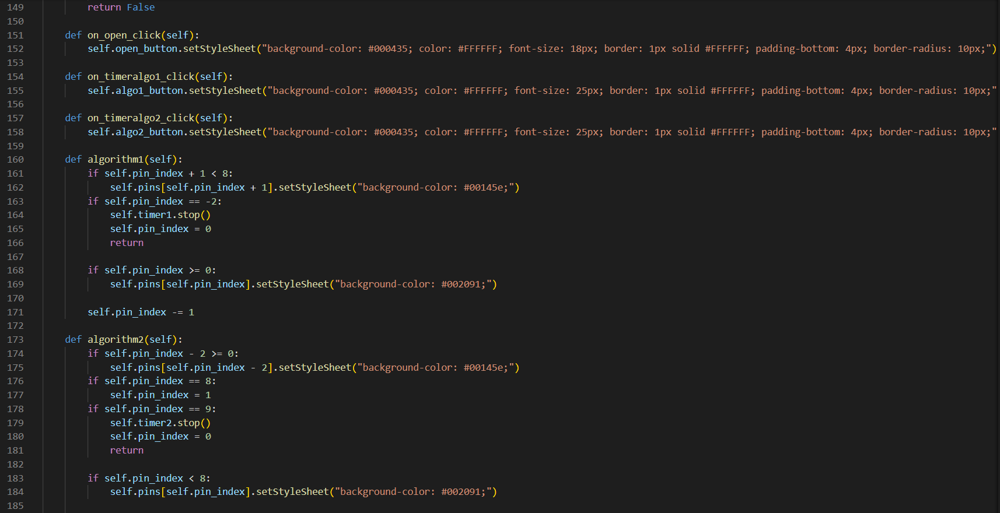 149 return False
150
151 def on_open_click(self):
152 self.open_button.setStyleSheet("background-color: #000435; color: #FFFFFF; font-size: 18px; border: 1px solid #FFFFFF; padding-bottom: 4px; border-radius: 10px;")
153
154 def on_timeralgo1_click(self):
155 self.algo1_button.setStyleSheet("background-color: #000435; color: #FFFFFF; font-size: 25px; border: 1px solid #FFFFFF; padding-bottom: 4px; border-radius: 10px;"
156
157 def on_timeralgo2_click(self):
158 self.algo2_button.setStyleSheet("background-color: #000435; color: #FFFFFF; font-size: 25px; border: 1px solid #FFFFFF; padding-bottom: 4px; border-radius: 10px;"
159
160 def algorithm1(self):
161 if self.pin_index + 1 < 8:
162 self.pins[self.pin_index + 1].setStyleSheet("background-color: #00145e;")
163 if self.pin_index == -2:
164 self.timer1.stop()
165 self.pin_index = 0
166 return
167
168 if self.pin_index >= 0:
169 self.pins[self.pin_index].setStyleSheet("background-color: #002091;")
170
171 self.pin_index -= 1
172
173 def algorithm2(self):
174 if self.pin_index - 2 >= 0:
175 self.pins[self.pin_index - 2].setStyleSheet("background-color: #00145e;")
176 if self.pin_index == 8:
177 self.pin_index = 1
178 if self.pin_index == 9:
179 self.timer2.stop()
180 self.pin_index = 0
181 return
182
183 if self.pin_index < 8:
184 self.pins[self.pin_index].setStyleSheet("background-color: #002091;")
185